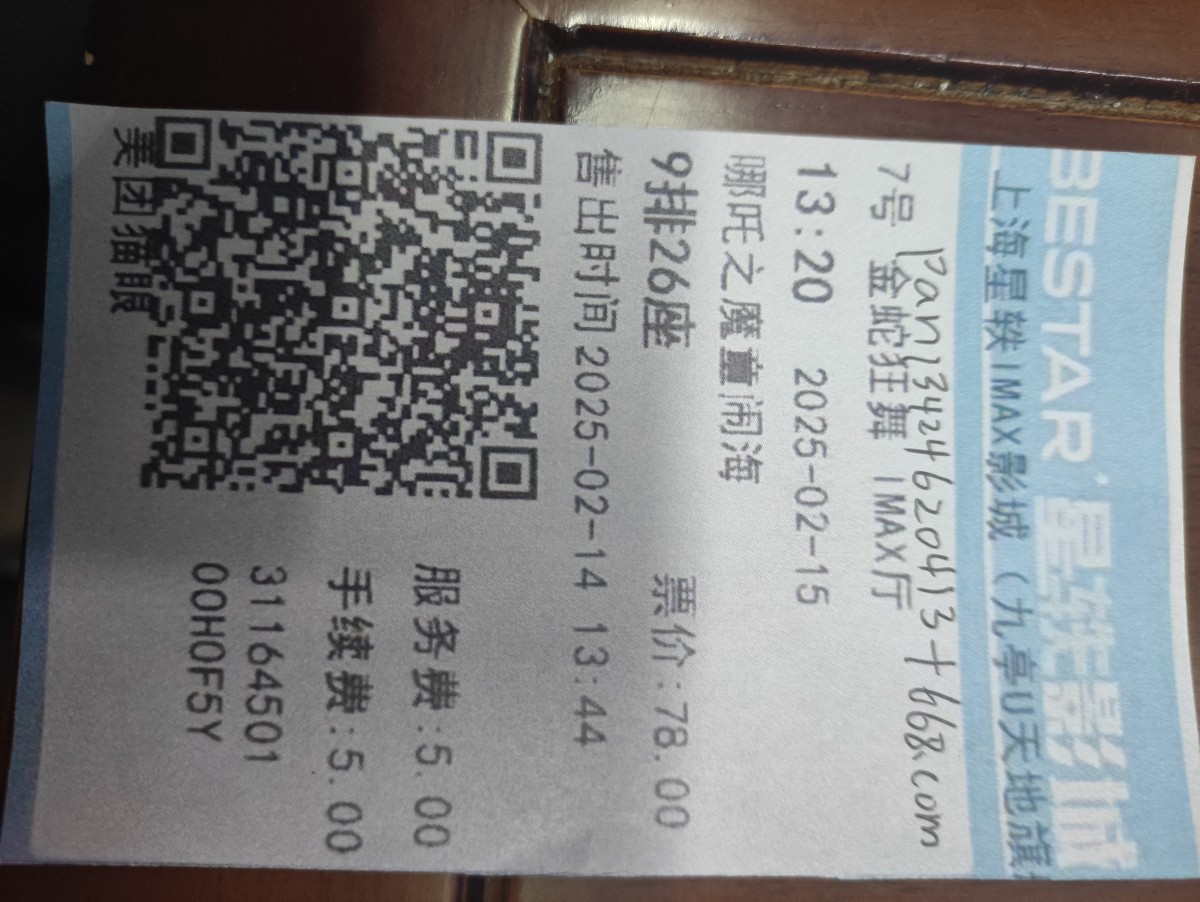 BESTAR 星轶影城
上海星轶IMAX影城（九亭U天地旗
Pan13424620413+668.com
7号 金蛇狂舞 IMAX厅
13:20 2025-02-15
哪吒之魔童闹海
9排26座 票价:78.00
售出时间 2025-02-14 13:44
服务费:5.00
手续费:5.00
31164501
00H0F5Y
美团猫眼